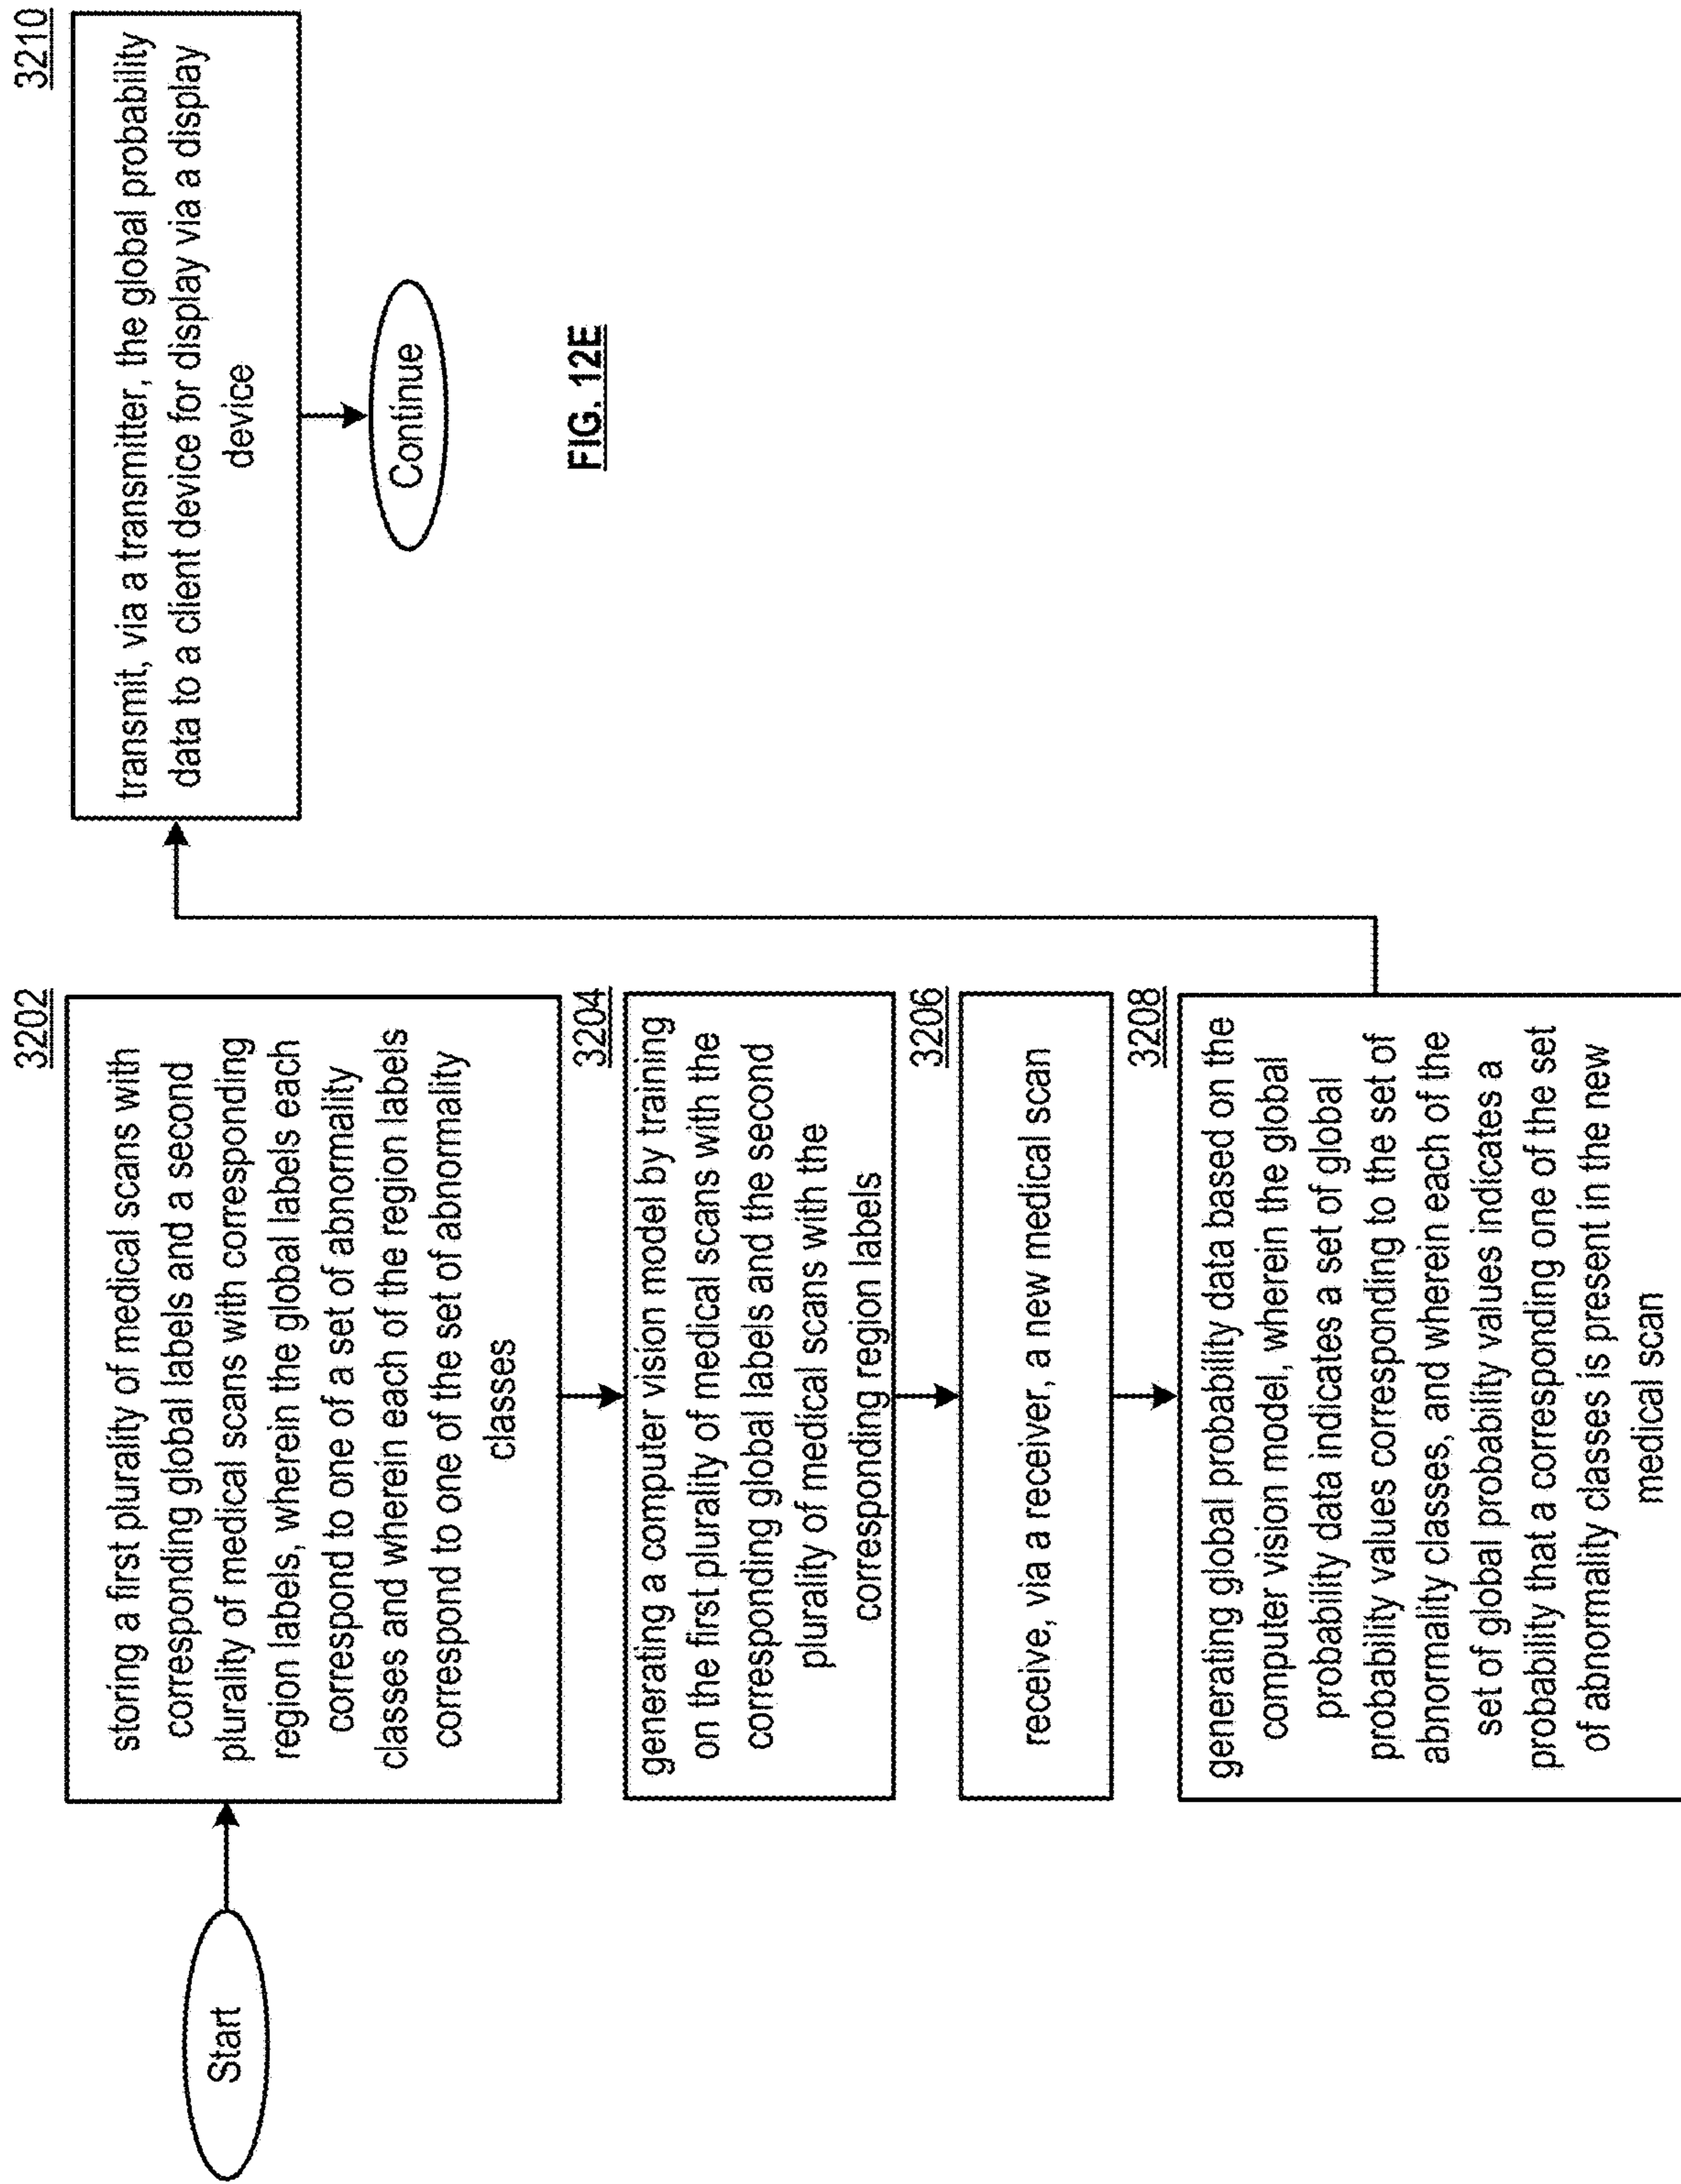 Start
3202
storing a first plurality of medical scans with
corresponding global labels and a second
plurality of medical scans with corresponding
region labels, wherein the global labels each
correspond to one of a set of abnormality
classes and wherein each of the region labels
correspond to one of the set of abnormality
classes
3204
generating a computer vision model by training
on the first plurality of medical scans with the
corresponding global labels and the second
plurality of medical scans with the
corresponding region labels
3206
receive, via a receiver, a new medical scan
3208
generating global probability data based on the
computer vision model, wherein the global
probability data indicates a set of global
probability values corresponding to the set of
abnormality classes, and wherein each of the
set of global probability values indicates a
probability that a corresponding one of the set
of abnormality classes is present in the new
medical scan
3210
transmit, via a transmitter, the global probability
data to a client device for display via a display
device
Continue
FIG. 12E